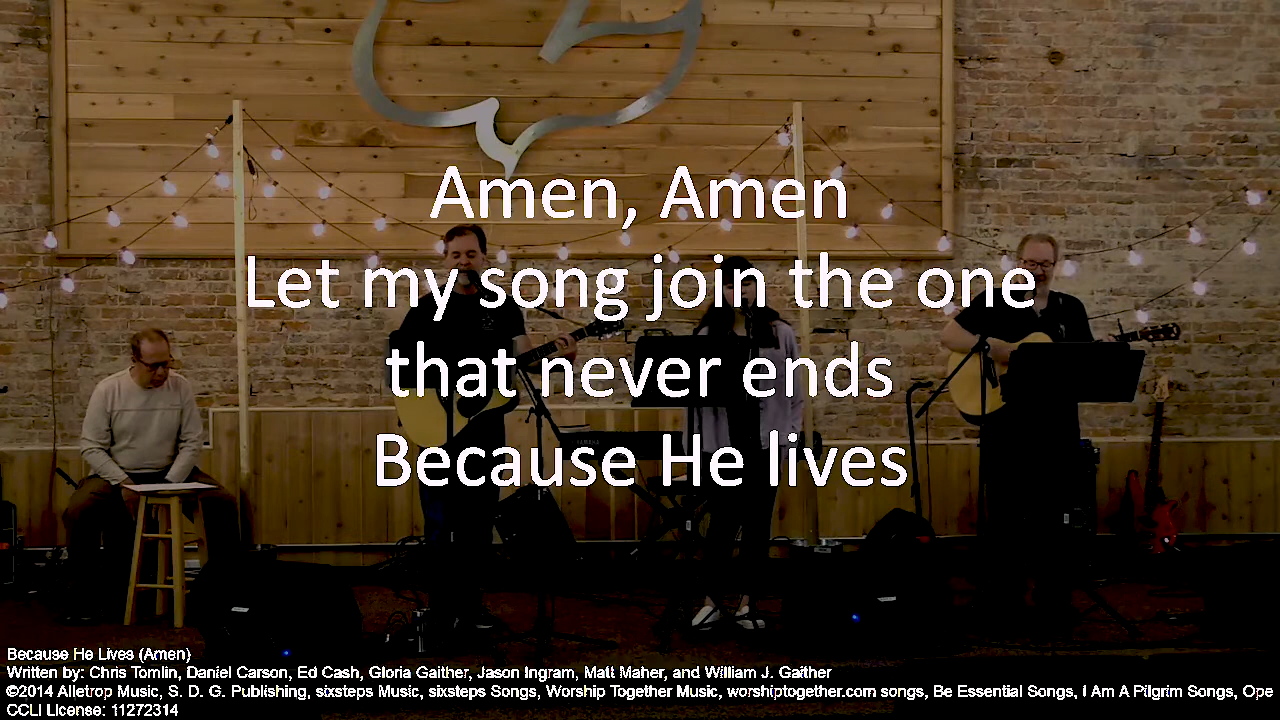 Amen, Amen
Let my song join the one
that never ends
Because He lives
YAMAHA
Because He Lives (Amen)
Written by: Chris Tomlin, Daniel Carson, Ed Cash, Gloria Gaither, Jason Ingram, Matt Maher, and William J. Gaither
©2014 Alletrop Music, S. D. G. Publishing, sixsteps Music, sixsteps Songs, Worship Together Music, worshiptogether.com songs, Be Essential Songs, I Am A Pilgrim Songs, Ope
CCLI License: 11272314